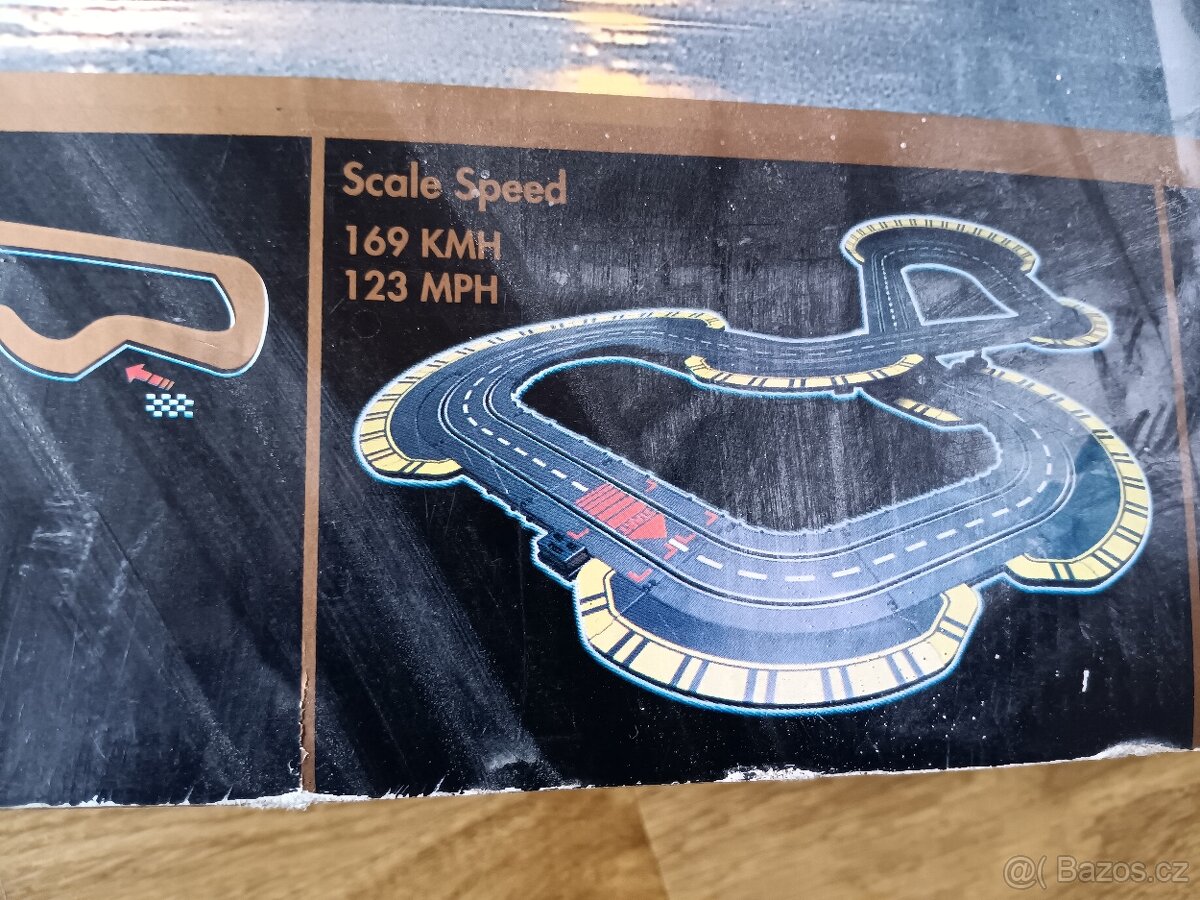 Scale Speed
169 KMH
123 MPH
@( Bazos.cz